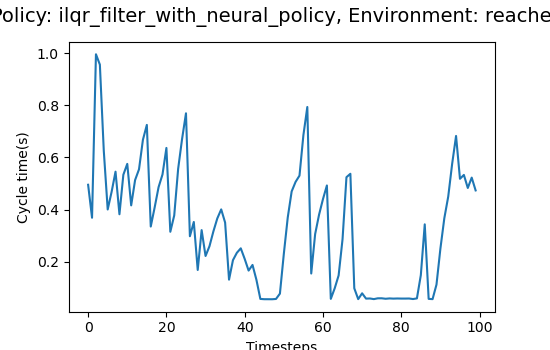 Policy: ilqr_filter_with_neural_policy, Environment: reache
1.0
0.8
0.6
0.4
0.2
Cycle time(s)
0 20 40 60 80 100
Timesteps